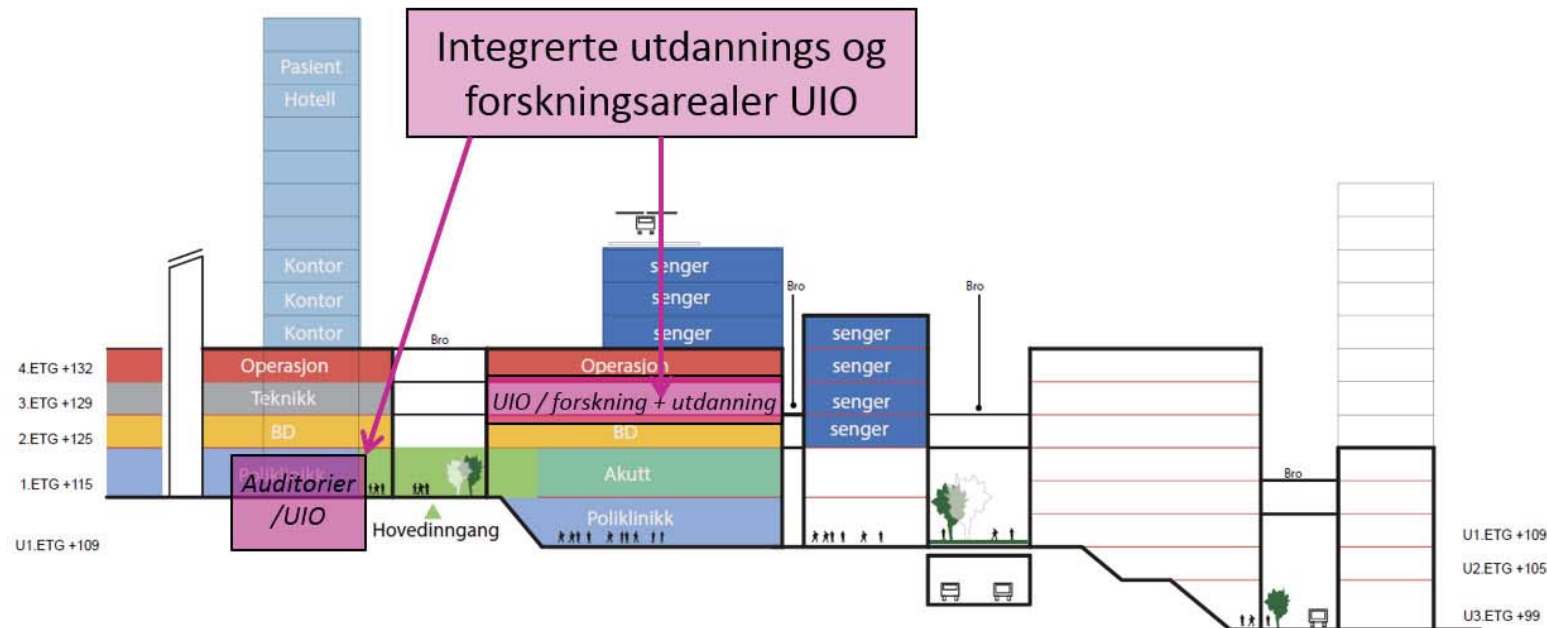 Integrerte utdannings og
forskningsarealer UIO
Pasient
Hotell
Kontor
Kontor
Kontor
senger
senger
senger
Bro
Bro
Bro
senger
senger
senger
senger
4.ETG +132
3.ETG +129
2.ETG +125
1.ETG +115
U1.ETG +109
Operasjon
Teknikk
BD
Poliklinikk
Auditorier
/UIO
Hovedinngang
Operasjon
UIO / forskning + utdanning
BD
Akutt
Poliklinikk
Bro
U1.ETG +109
U2.ETG +105
U3.ETG +99